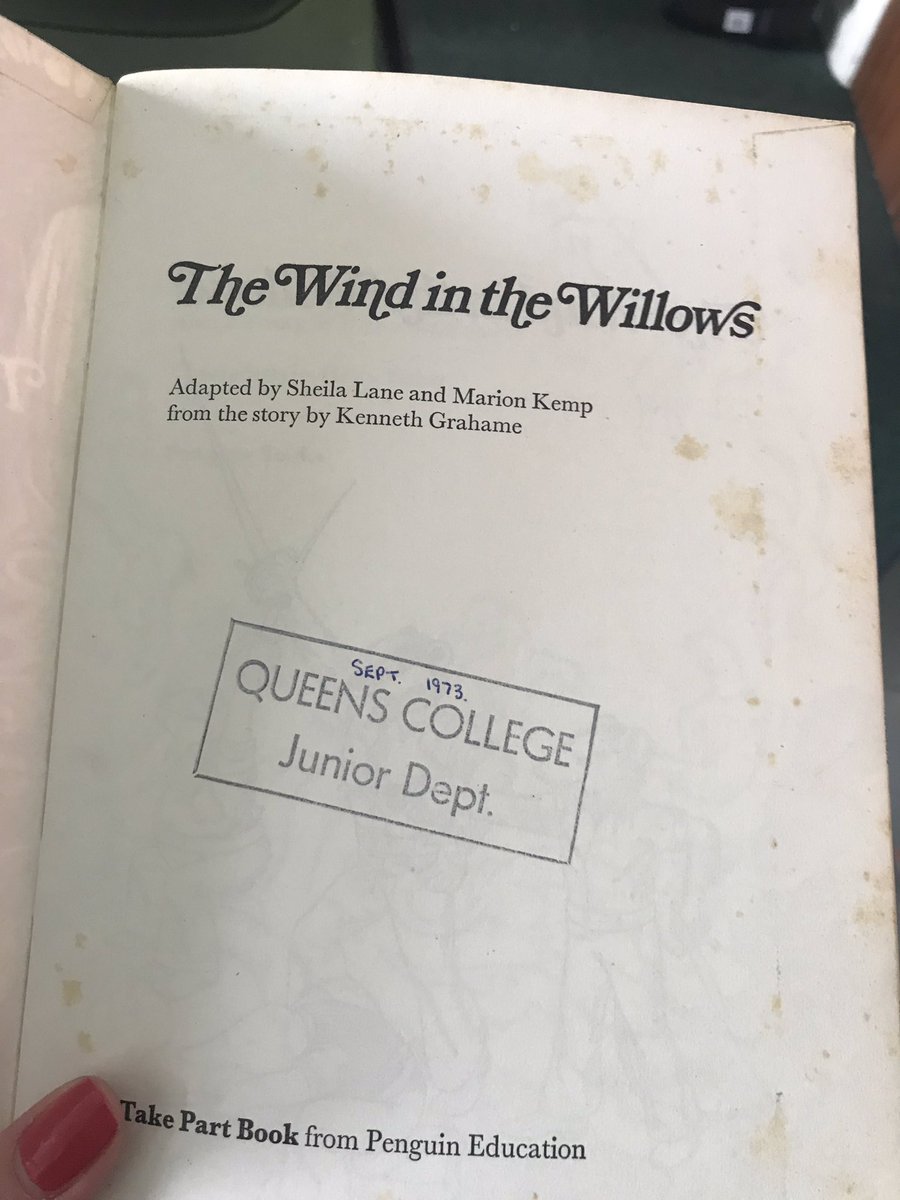 The Wind in the Willows
Adapted by Sheila Lane and Marion Kemp
from the story by Kenneth Grahame
SEPT. 1973.
QUEENS COLLEGE
Junior Dept.
Take Part Book from Penguin Education